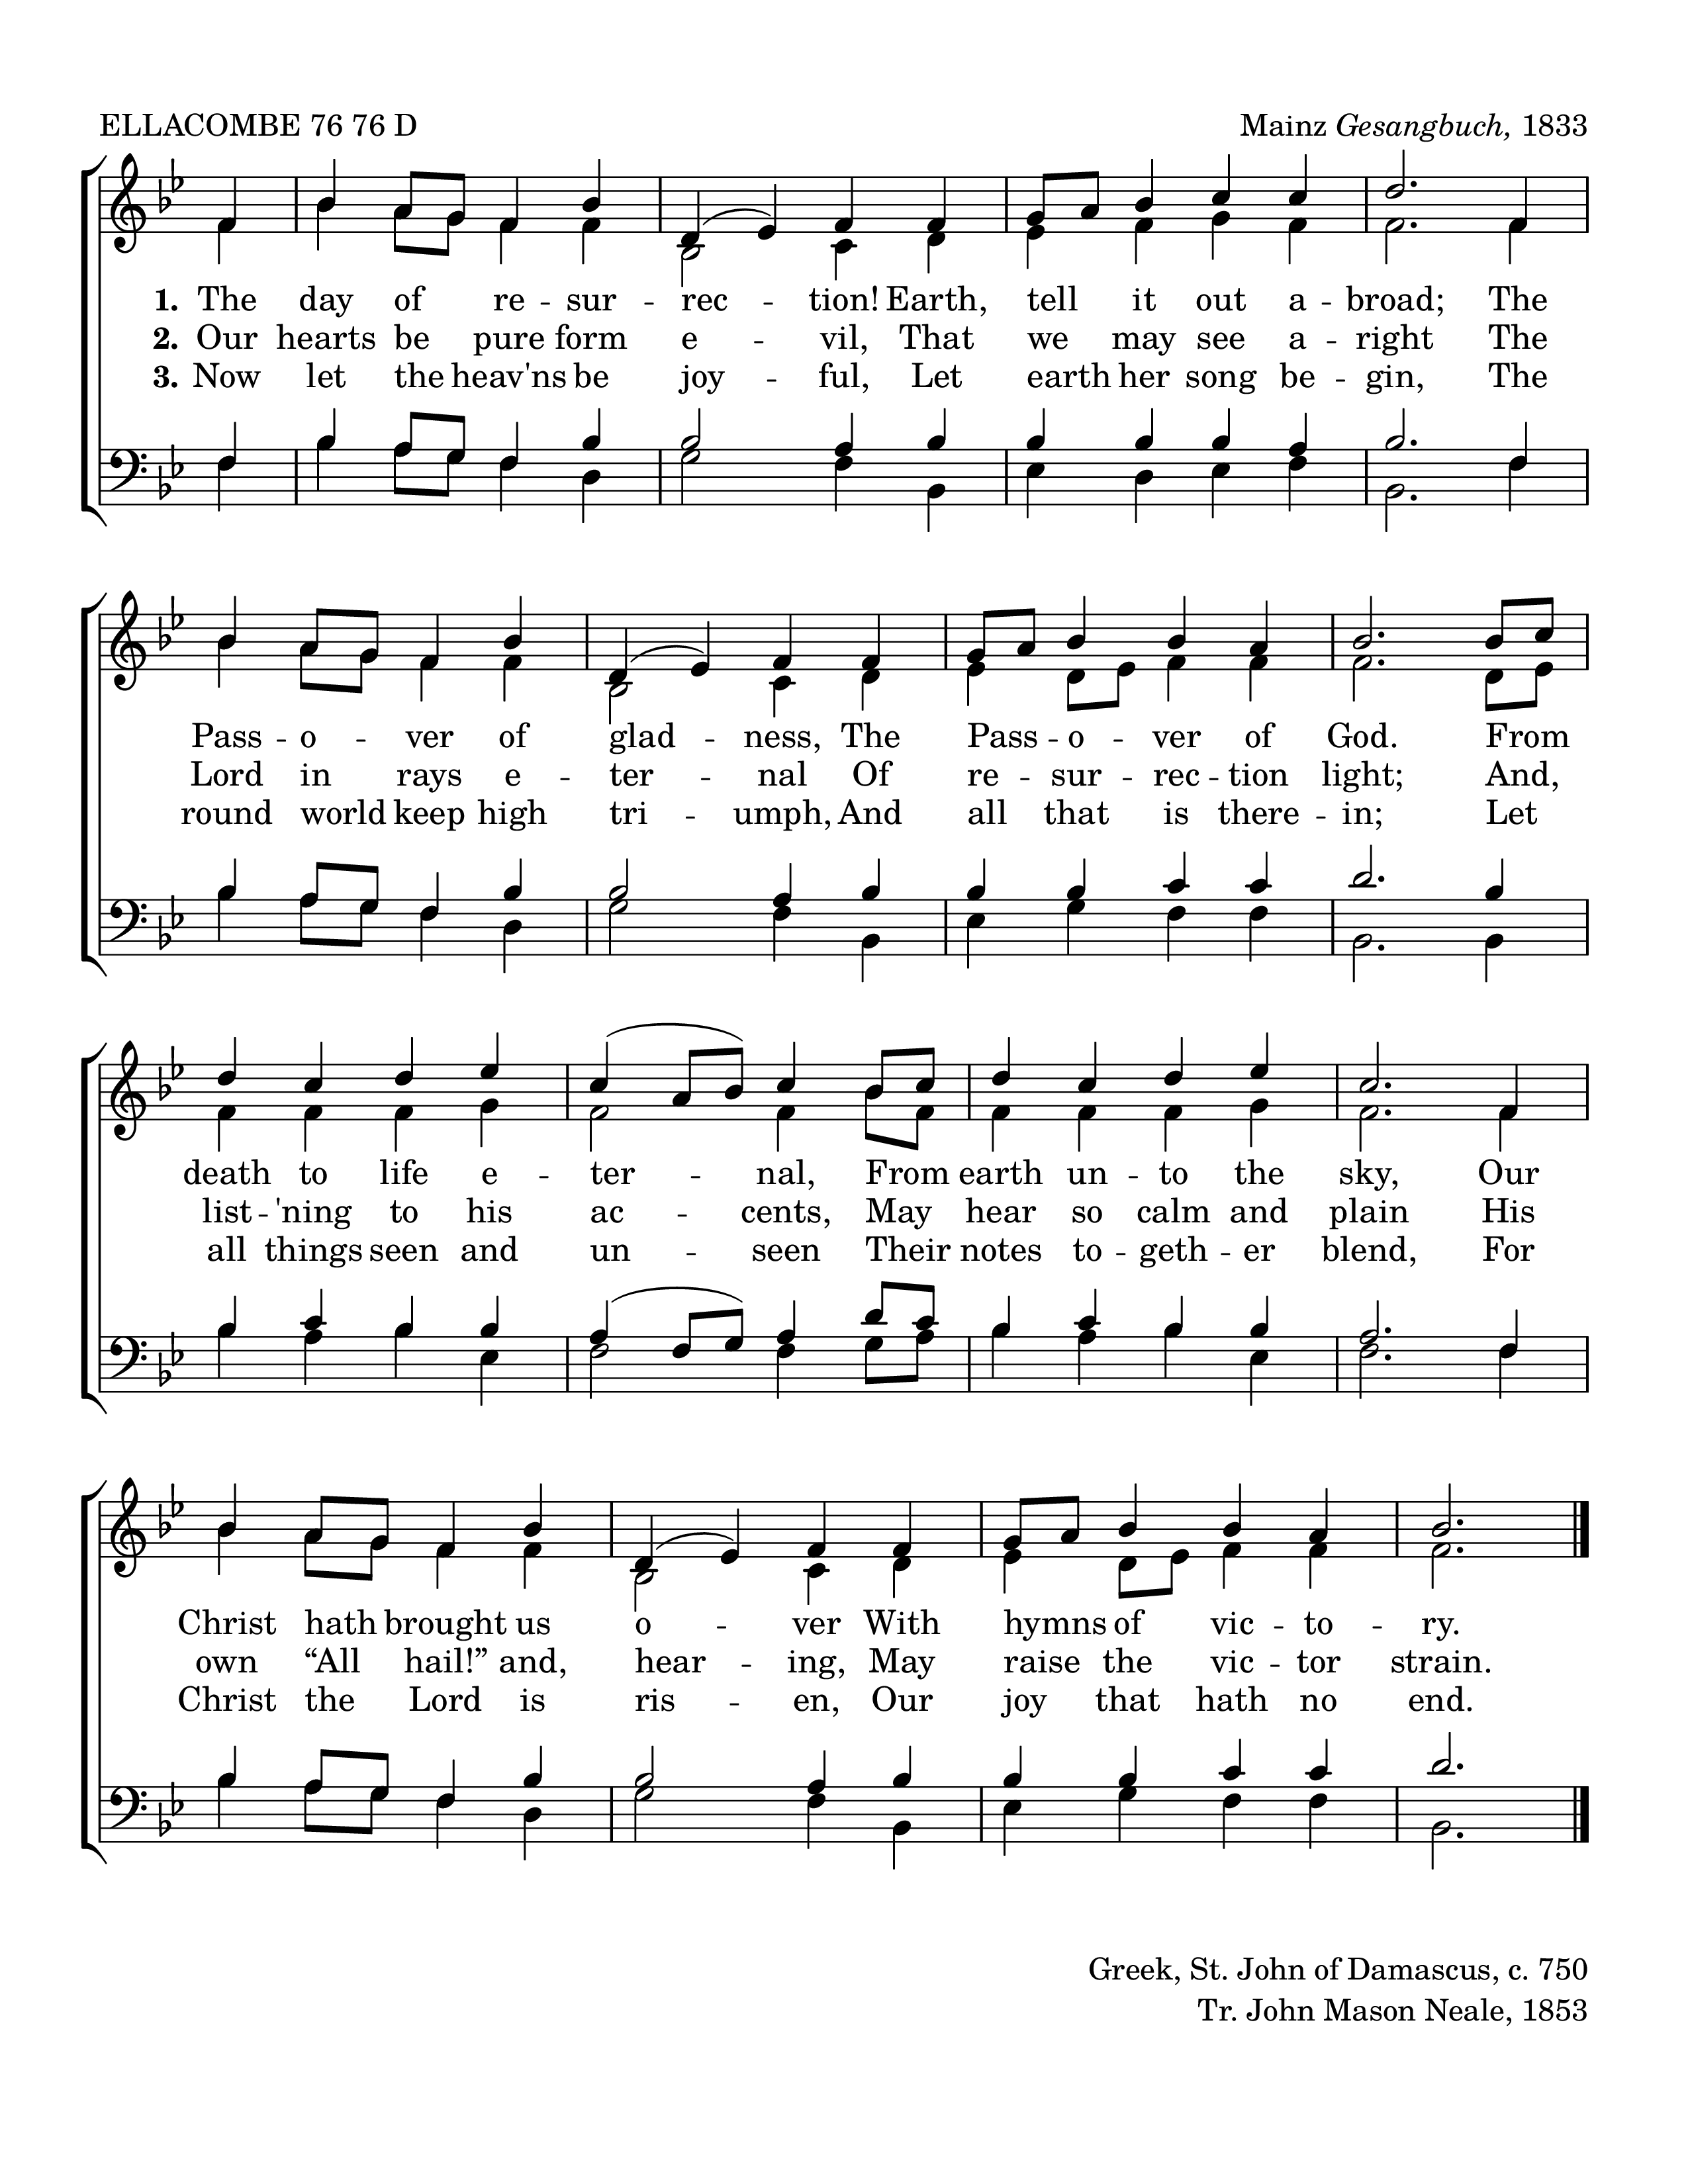 ELLACOMBE 76 76 D
Mainz Gesangbuch, 1833
1. The day of re -- sur -- rec -- tion! Earth, tell it out a -- broad; The
2. Our hearts be pure form e -- vil, That we may see a -- right The
3. Now let the heav'ns be joy -- ful, Let earth her song be -- gin, The
Pass -- o -- ver of glad -- ness, The Pass -- o -- ver of God. From
Lord in rays e -- ter -- nal Of re -- sur -- rec -- tion light; And,
round world keep high tri -- umph, And all that is there -- in; Let
death to life e -- ter -- nal, From earth un -- to the sky, Our
list -- 'ning to his ac -- cents, May hear so calm and plain His
all things seen and un -- seen Their notes to -- geth -- er blend, For
Christ hath brought us o -- ver With hymns of vic -- to -- ry.
own “All hail!” and, hear -- ing, May raise the vic -- tor strain.
Christ the Lord is ris -- en, Our joy that hath no end.
Greek, St. John of Damascus, c. 750
Tr. John Mason Neale, 1853